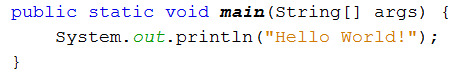 public static void main(String[] args) {
    System.out.println("Hello World!");
}